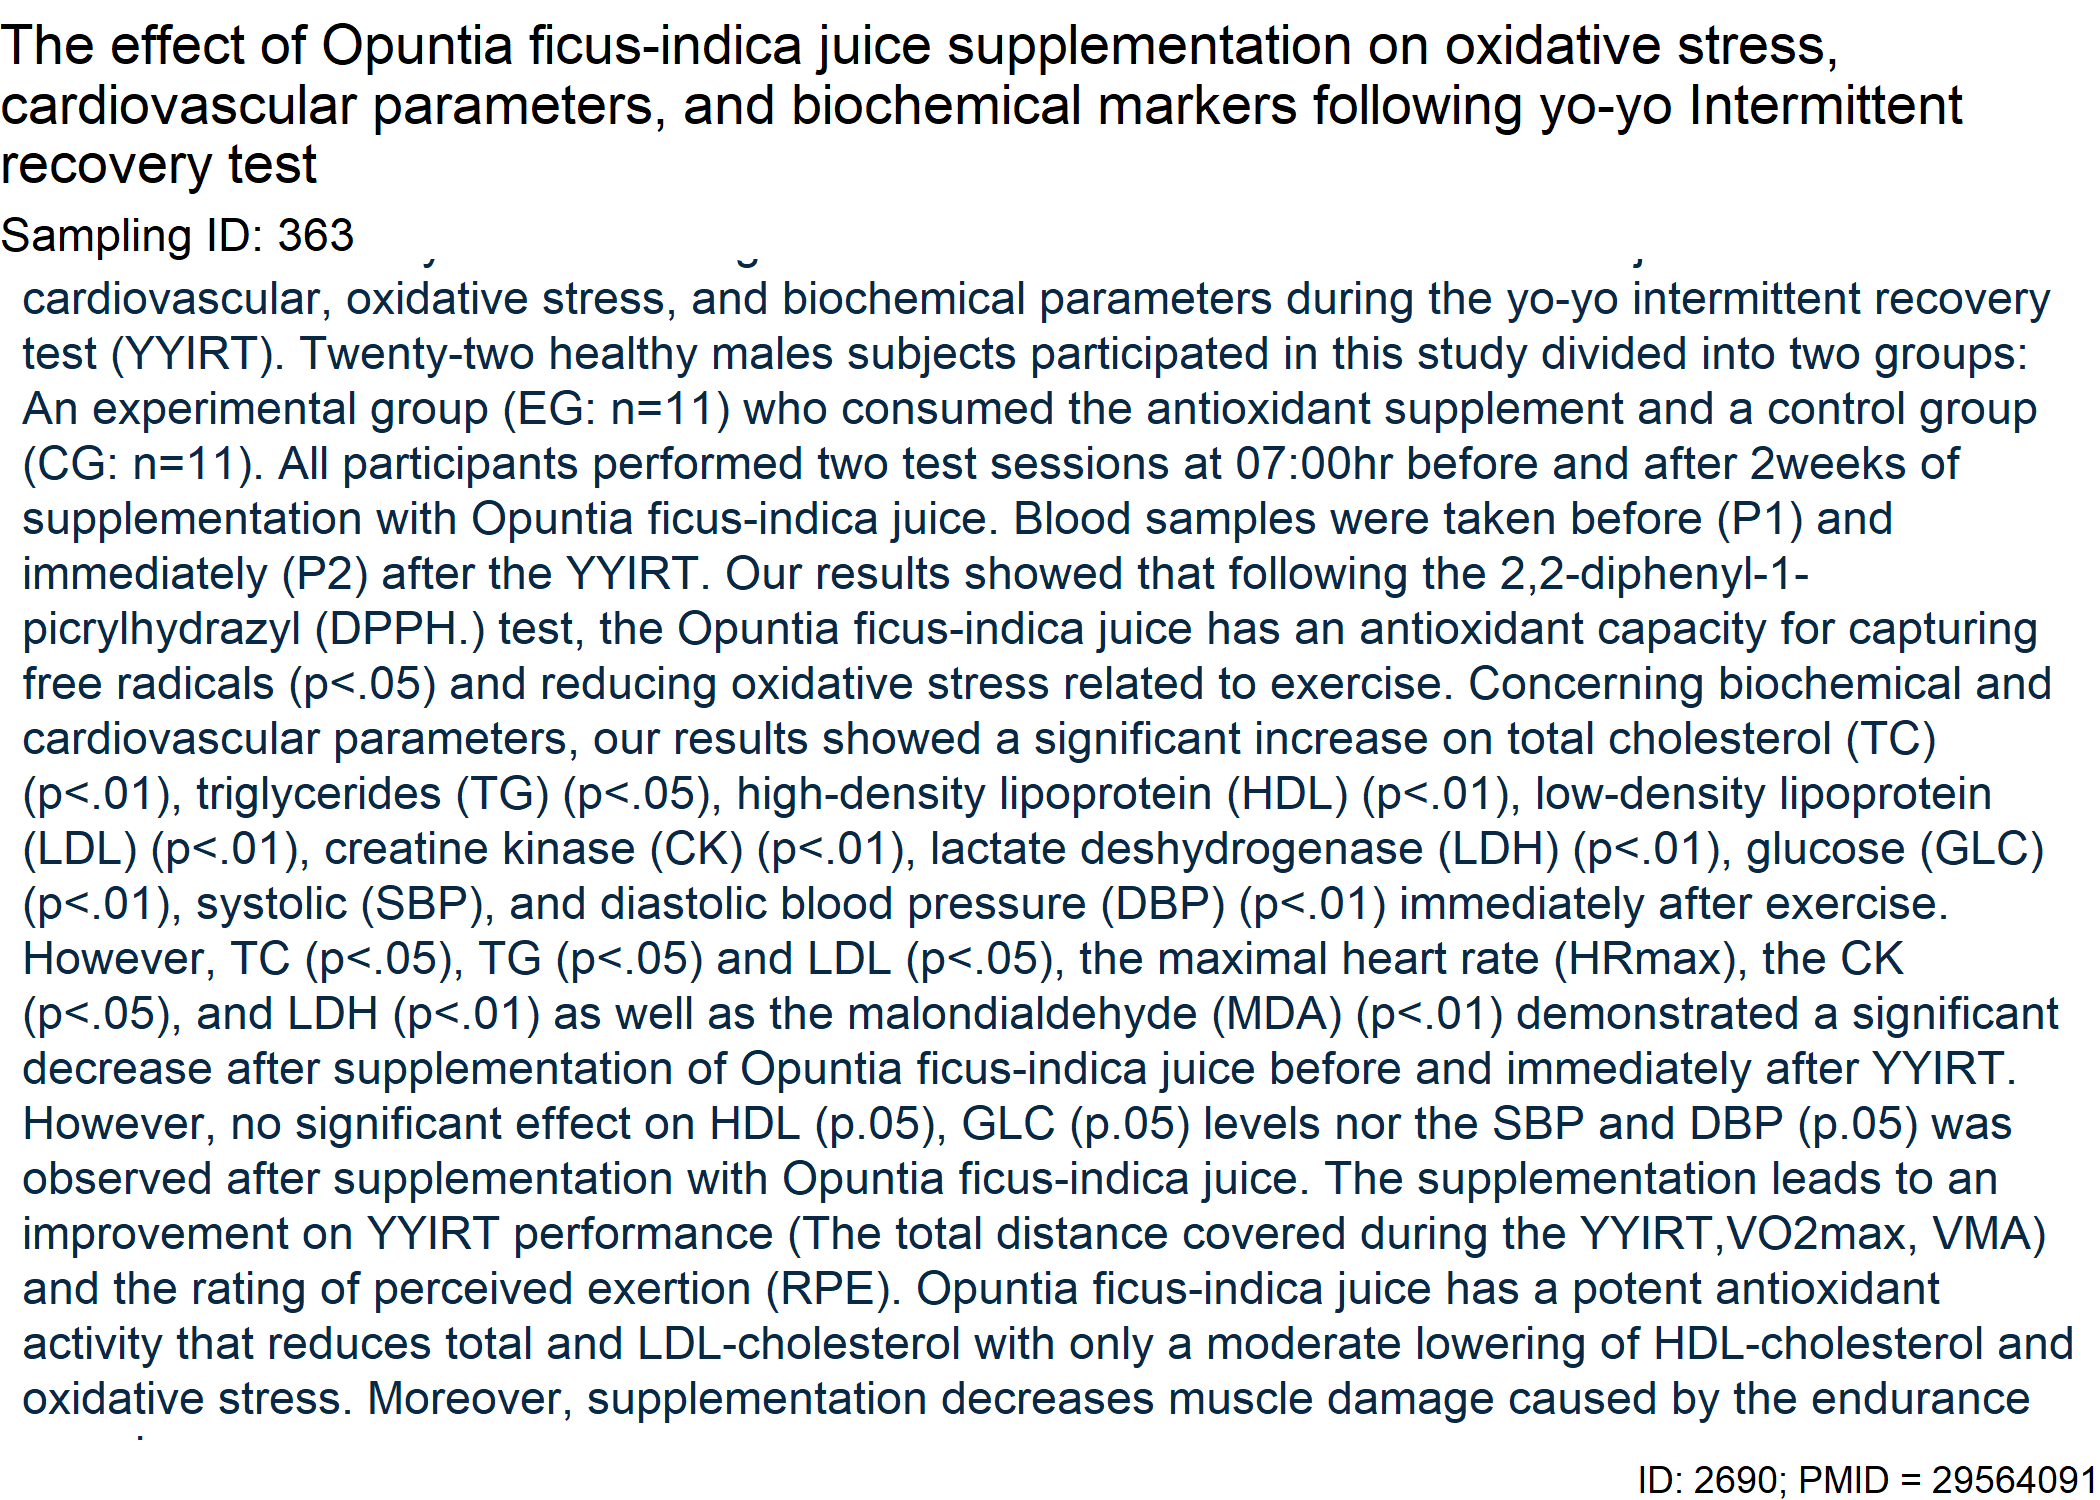 The effect of Opuntia ficus-indica juice supplementation on oxidative stress,
cardiovascular parameters, and biochemical markers following yo-yo Intermittent
recovery test
Sampling ID: 363
cardiovascular, oxidative stress, and biochemical parameters during the yo-yo intermittent recovery
test (YYIRT). Twenty-two healthy males subjects participated in this study divided into two groups:
An experimental group (EG: n=11) who consumed the antioxidant supplement and a control group
(CG: n=11). All participants performed two test sessions at 07:00hr before and after 2weeks of
supplementation with Opuntia ficus-indica juice. Blood samples were taken before (P1) and
immediately (P2) after the YYIRT. Our results showed that following the 2,2-diphenyl-1-
picrylhydrazyl (DPPH.) test, the Opuntia ficus-indica juice has an antioxidant capacity for capturing
free radicals (p<.05) and reducing oxidative stress related to exercise. Concerning biochemical and
cardiovascular parameters, our results showed a significant increase on total cholesterol (TC)
(p<.01), triglycerides (TG) (p<.05), high-density lipoprotein (HDL) (p<.01), low-density lipoprotein
(LDL) (p<.01), creatine kinase (CK) (p<.01), lactate deshydrogenase (LDH) (p<.01), glucose (GLC)
(p<.01), systolic (SBP), and diastolic blood pressure (DBP) (p<.01) immediately after exercise.
However, TC (p<.05), TG (p<.05) and LDL (p<.05), the maximal heart rate (HRmax), the CK
(p<.05), and LDH (p<.01) as well as the malondialdehyde (MDA) (p<.01) demonstrated a significant
decrease after supplementation of Opuntia ficus-indica juice before and immediately after YYIRT.
However, no significant effect on HDL (p.05), GLC (p.05) levels nor the SBP and DBP (p.05) was
observed after supplementation with Opuntia ficus-indica juice. The supplementation leads to an
improvement on YYIRT performance (The total distance covered during the YYIRT,VO2max, VMA)
and the rating of perceived exertion (RPE). Opuntia ficus-indica juice has a potent antioxidant
activity that reduces total and LDL-cholesterol with only a moderate lowering of HDL-cholesterol and
oxidative stress. Moreover, supplementation decreases muscle damage caused by the endurance
ID: 2690; PMID = 29564091